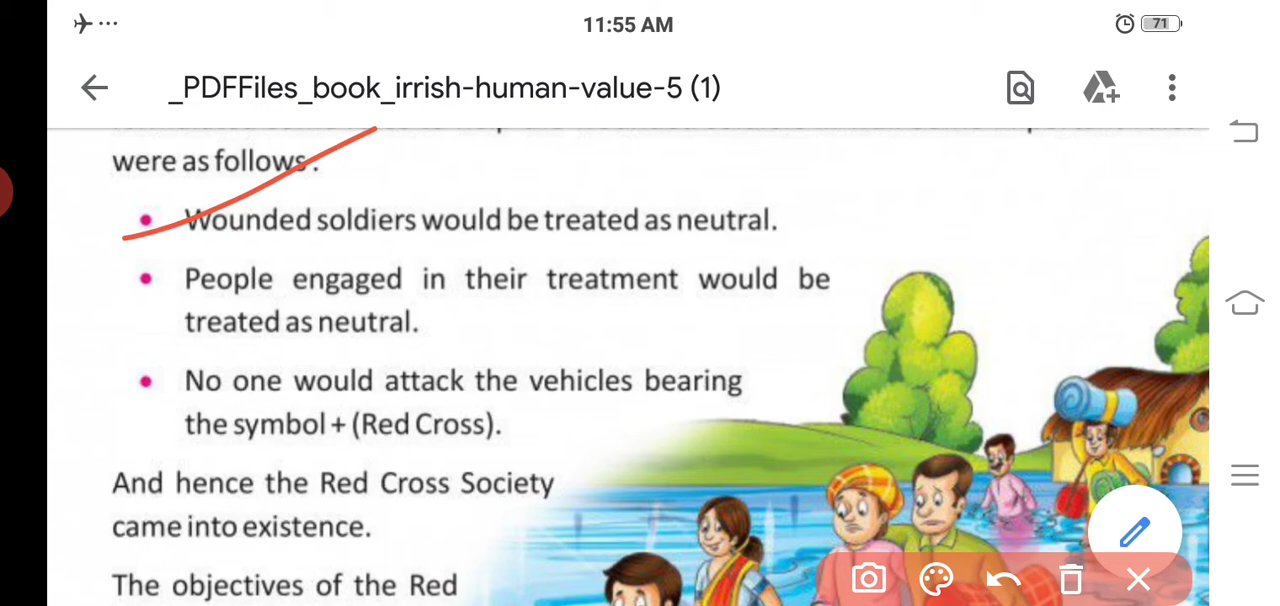 11:55 AM
71
_PDFFiles_book_irrish-human-value-5 (1)
were as follows.
• Wounded soldiers would be treated as neutral.
• People engaged in their treatment would be
treated as neutral.
• No one would attack the vehicles bearing
the symbol + (Red Cross).
And hence the Red Cross Society
came into existence.
The objectives of the Red